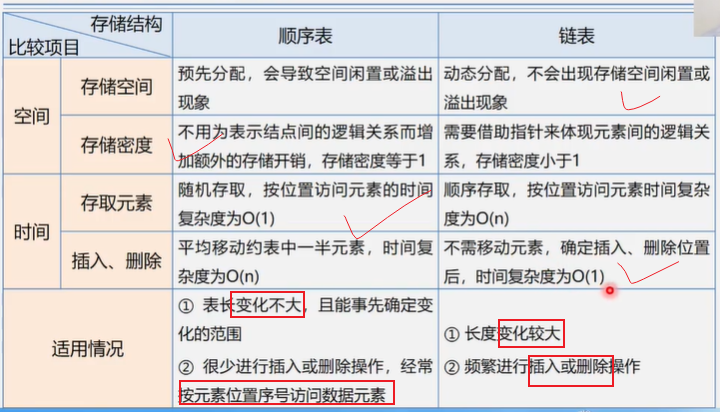 存储结构
比较项目
顺序表
链表
空间
存储空间
预先分配，会导致空间闲置或溢出
现象
动态分配，不会出现存储空间闲置或
溢出现象
存储密度
不用为表示结点间的逻辑关系而增
加额外的存储开销，存储密度等于1
需要借助指针来体现元素间的逻辑关
系，存储密度小于1
时间
存取元素
随机存取，按位置访问元素的时间
复杂度为O(1)
顺序存取，按位置访问元素时间复杂
度为O(n)
插入、删除
平均移动约表中一半元素，时间复
杂度为O(n)
不需移动元素，确定插入、删除位置
后，时间复杂度为O(1)
适用情况
① 表长变化不大，且能事先确定变
化的范围
② 很少进行插入或删除操作，经常
按元素位置序号访问数据元素
① 长度变化较大
② 频繁进行插入或删除操作